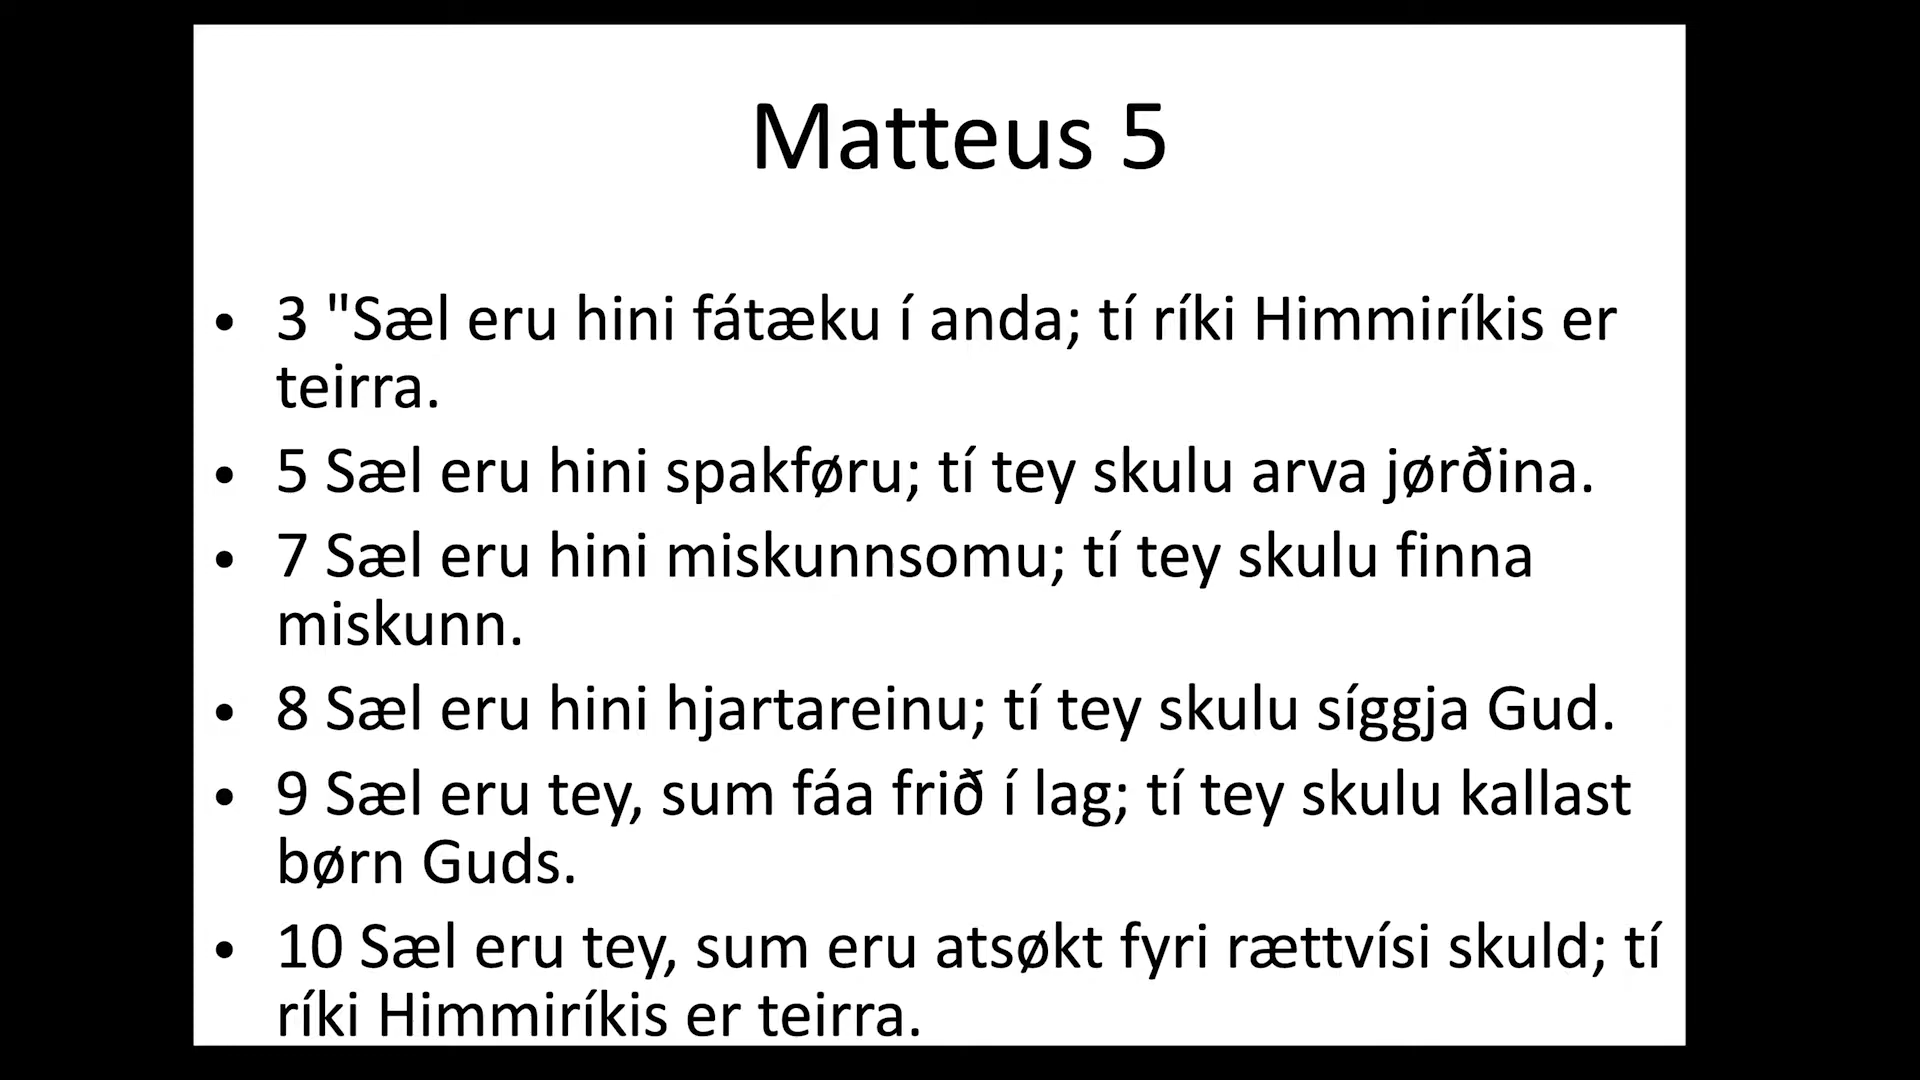 Matteus 5
• 3 "Sæl eru hini fátæku í anda; tí ríki Himmiríkis er
teirra.
• 5 Sæl eru hini spakføru; tí tey skulu arva jørðina.
• 7 Sæl eru hini miskunnsomu; tí tey skulu finna
miskunn.
• 8 Sæl eru hini hjartareinu; tí tey skulu síggja Gud.
• 9 Sæl eru tey, sum fáa frið í lag; tí tey skulu kallast
børn Guds.
• 10 Sæl eru tey, sum eru atsøkt fyri rættvísi skuld; tí
ríki Himmiríkis er teirra.